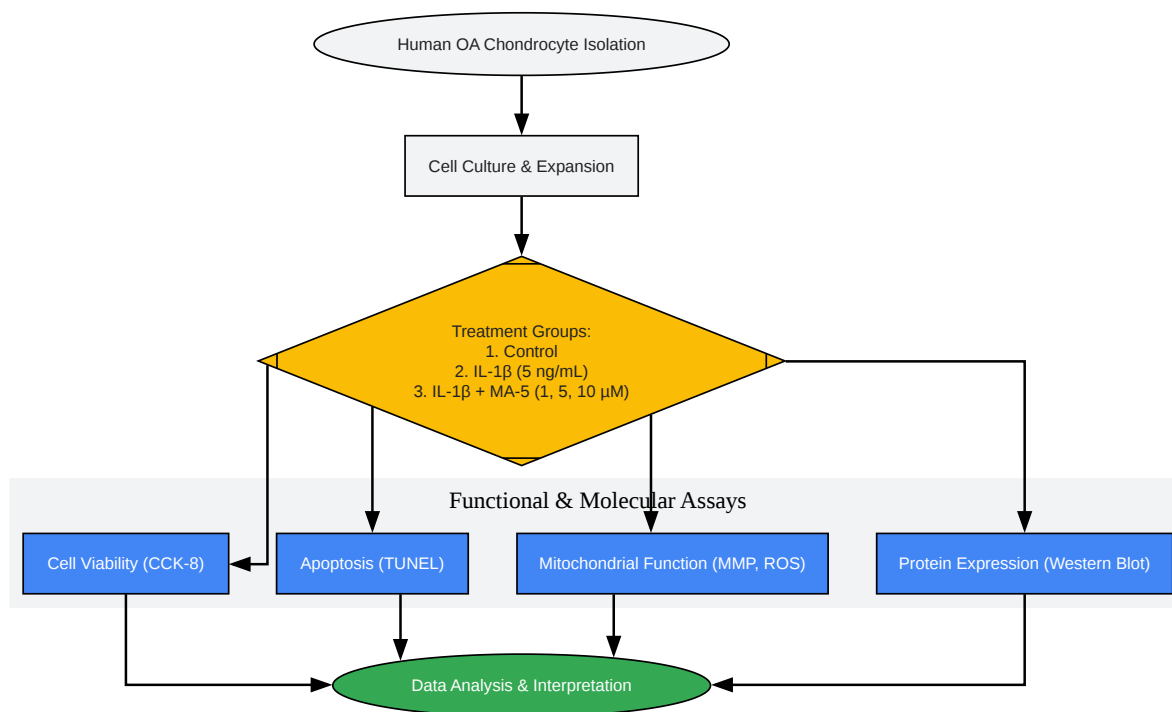 Human OA Chondrocyte Isolation
Cell Culture & Expansion
Treatment Groups:
1. Control
2. IL-1β (5 ng/mL)
3. IL-1β + MA-5 (1, 5, 10 µM)
Functional & Molecular Assays
Cell Viability (CCK-8)
Apoptosis (TUNEL)
Mitochondrial Function (MMP, ROS)
Protein Expression (Western Blot)
Data Analysis & Interpretation